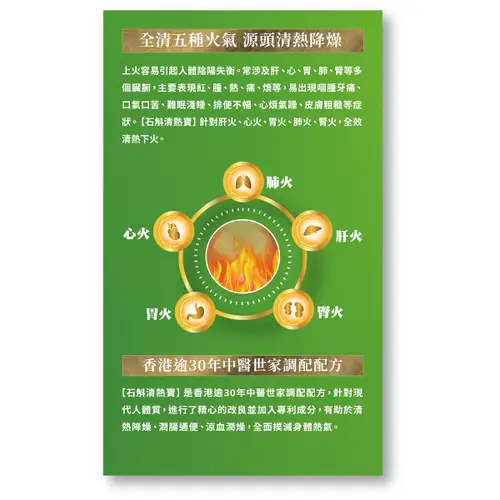 全清五種火氣 源頭清熱降燥
上火容易引起人體陰陽失衡。常涉及肝、心、胃、肺、腎等多
個臟腑，主要表現紅、腫、熱、痛、煩等，易出現咽腫牙痛、
口氣口苦、難眠淺睡、排便不暢、心煩氣躁、皮膚粗糙等症
狀。【石斛清熱寶】針對肝火、心火、胃火、肺火、腎火，全效
清熱下火。
肺火
心火
肝火
胃火
腎火
香港逾30年中醫世家調配配方
【石斛清熱寶】是香港逾30年中醫世家調配配方，針對現
代人體質，進行了精心的改良並加入專利成分，有助於清
熱降燥、潤腸通便、涼血潤燥，全面撲滅身體熱氣。